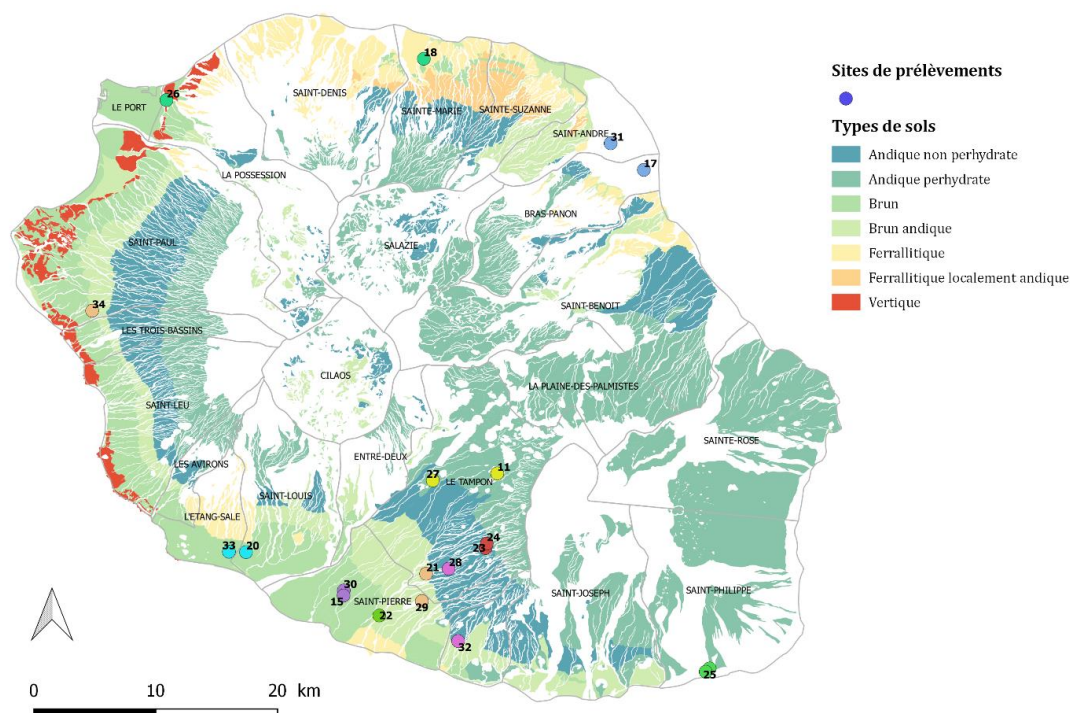 18
LE PORT
26
SAINT-DENIS
SAINTE-MARIE
SAINTE-SUZANNE
SAINT-ANDRE
31
17
LA POSSESSION
BRAS-PANON
SAINT-PAUL
SALAZIE
34
SAINT-BENOIT
LES TROIS-BASSINS
CILAOS
LA PLAINE-DES-PALMISTES
SAINT-LEU
SAINTE-ROSE
ENTRE-DEUX
LES AVIRONS
27
11
LE TAMPON
SAINT-LOUIS
L'ETANG-SALE
33
20
24
23
21
28
30
15
SAINT-PIERRE
29
22
SAINT-JOSEPH
SAINT-PHILIPPE
32
25
0
10
20
km
Sites de prélèvements
Types de sols
Andique non perhydrate
Andique perhydrate
Brun
Brun andique
Ferrallitique
Ferrallitique localement andique
Vertique